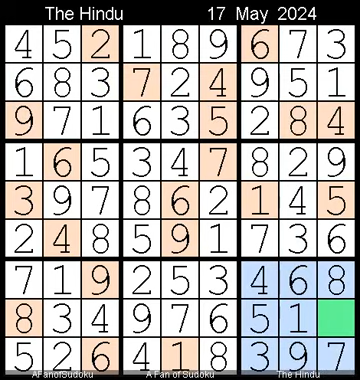 The Hindu 17 May 2024
4 5 2 1 8 9 6 7 3
6 8 3 7 2 4 9 5 1
9 7 1 6 3 5 2 8 4
1 6 5 3 4 7 8 2 9
3 9 7 8 6 2 1 4 5
2 4 8 5 9 1 7 3 6
7 1 9 2 5 3 4 6 8
8 3 4 9 7 6 5 1
5 2 6 4 1 8 3 9 7
AFanofSudoku A Fan of Sudoku The Hindu